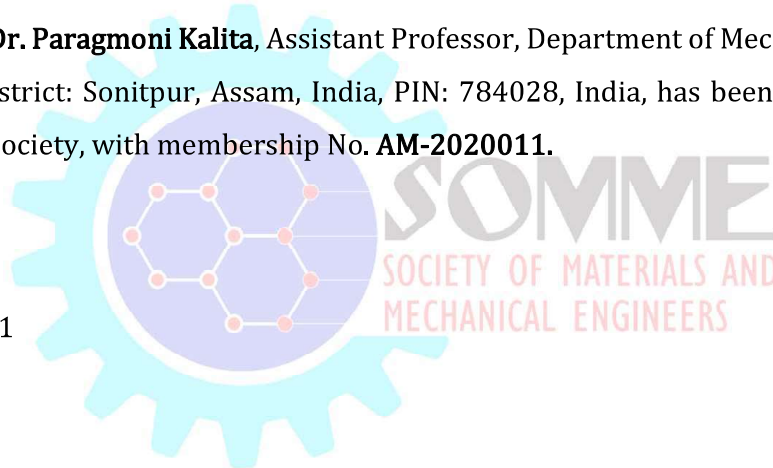 Dr. Paragmoni Kalita, Assistant Professor, Department of Mec
strict: Sonitpur, Assam, India, PIN: 784028, India, has been
ociety, with membership No. AM-2020011.
SOMME
SOCIETY OF MATERIALS AND
MECHANICAL ENGINEERS
1